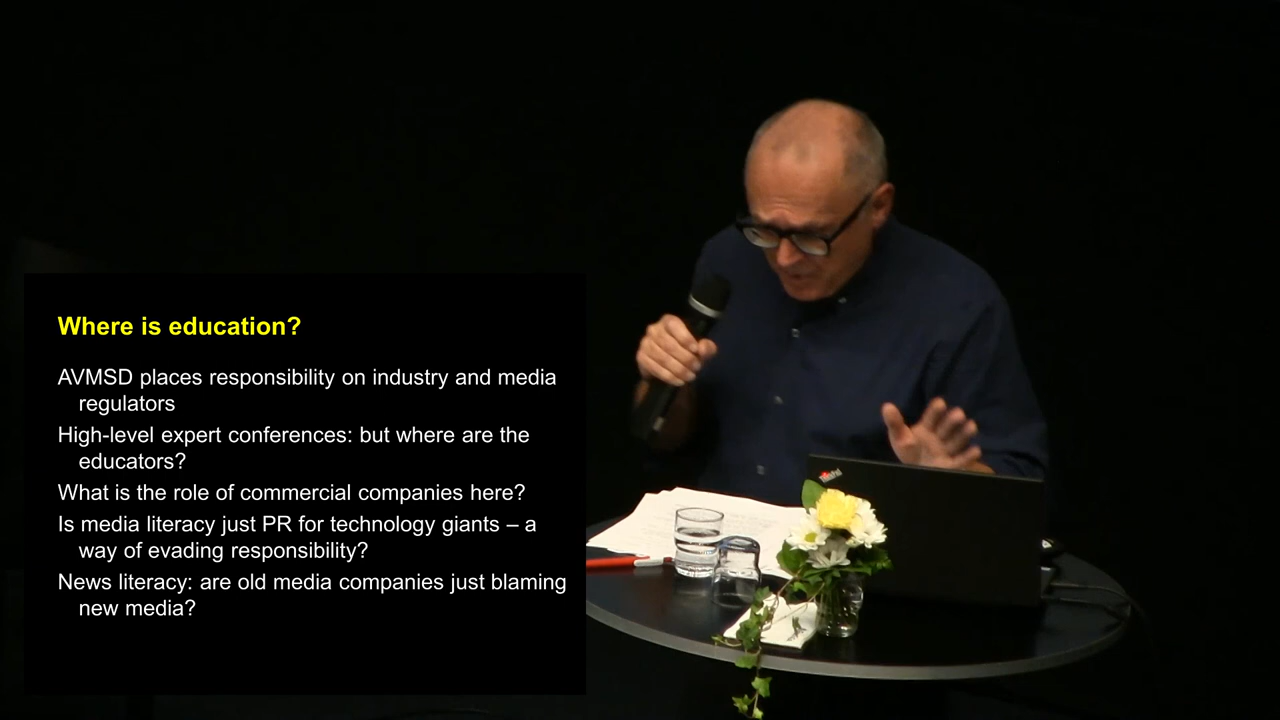 Where is education?
AVMSD places responsibility on industry and media
regulators
High-level expert conferences: but where are the
educators?
What is the role of commercial companies here?
Is media literacy just PR for technology giants – a
way of evading responsibility?
News literacy: are old media companies just blaming
new media?